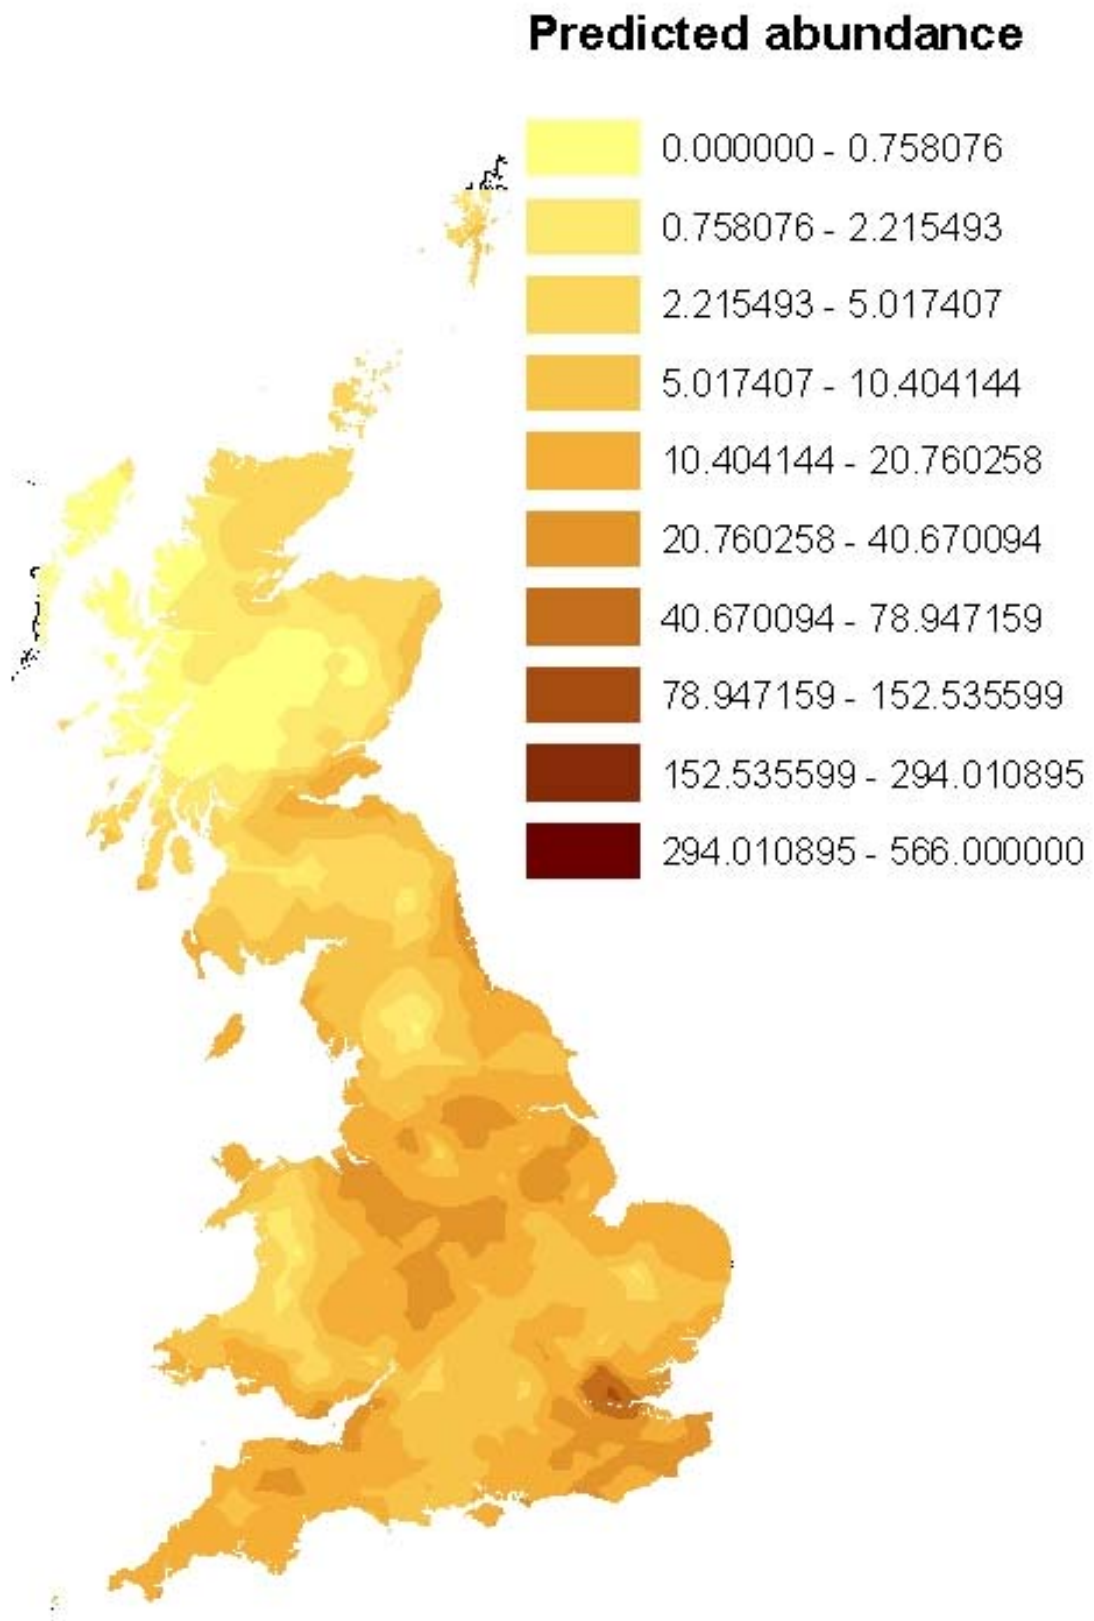 Predicted abundance
0.000000 - 0.758076
0.758076 - 2.215493
2.215493 - 5.017407
5.017407 - 10.404144
10.404144 - 20.760258
20.760258 - 40.670094
40.670094 - 78.947159
78.947159 - 152.535599
152.535599 - 294.010895
294.010895 - 566.000000